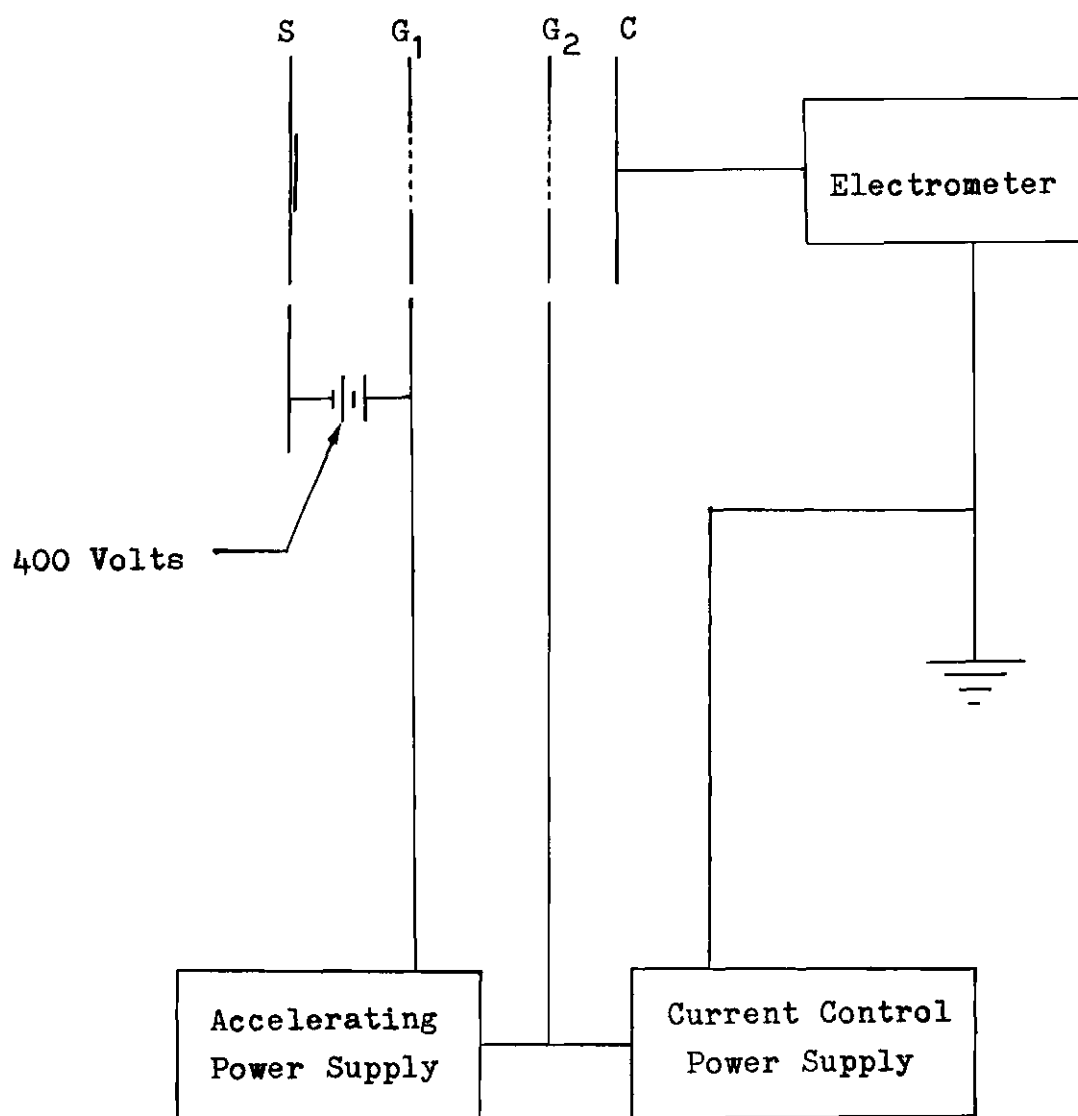 S G₁ G₂ C
Electrometer
400 Volts
Accelerating
Power Supply
Current Control
Power Supply